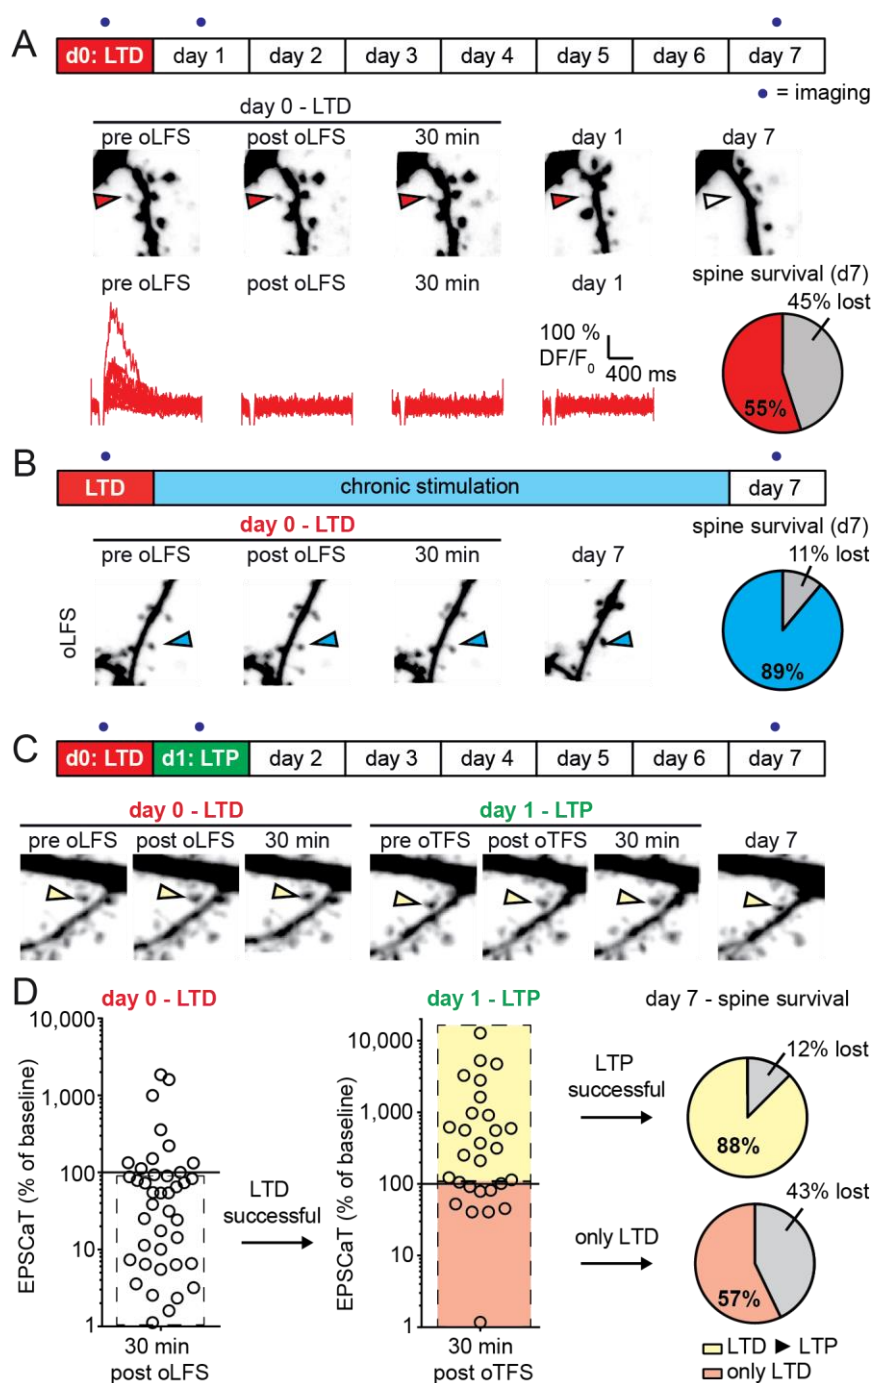 A
d0: LTD day 1 day 2 day 3 day 4 day 5 day 6 day 7
= imaging
day 0 - LTD
pre oLFS post oLFS 30 min day 1 day 7
pre oLFS post oLFS 30 min day 1 spine survival (d7)
45% lost
100 %
DF/F0
400 ms
55%
B
LTD chronic stimulation day 7
day 0 - LTD spine survival (d7)
pre oLFS post oLFS 30 min day 7 11% lost
oLFS
89%
C
d0: LTD d1: LTP day 2 day 3 day 4 day 5 day 6 day 7
day 0 - LTD day 1 - LTP
pre oLFS post oLFS 30 min pre oTFS post oTFS 30 min day 7
D
day 0 - LTD day 1 - LTP day 7 - spine survival
EPSCaT (% of baseline)
10,000
1,000
100
10
1
30 min
post oLFS
LTD
successful
EPSCaT (% of baseline)
10,000
1,000
100
10
1
30 min
post oTFS
LTP
successful
12% lost
88%
only LTD
43% lost
57%
LTD ► LTP
only LTD